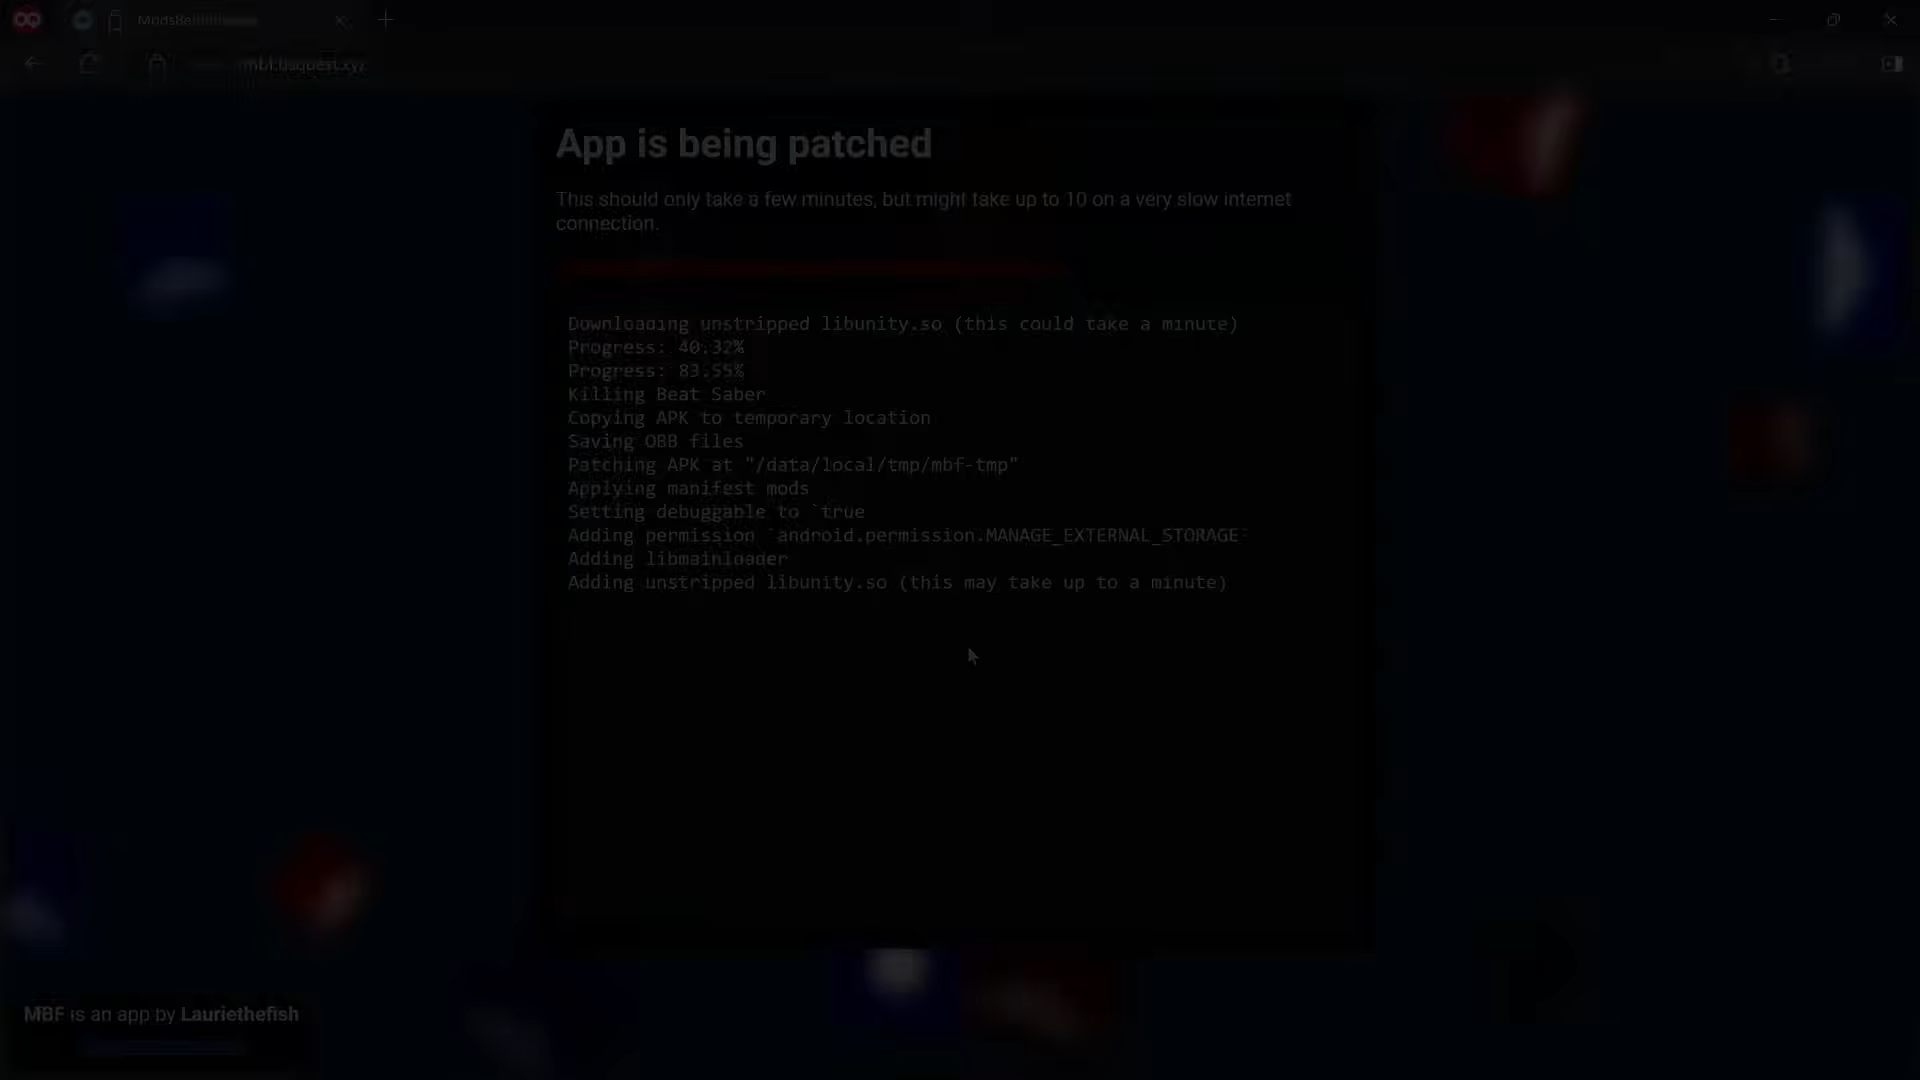 mbf.bsquest.xyz
App is being patched
This should only take a few minutes, but might take up to 10 on a very slow internet
connection.
Downloading unstripped libunity.so (this could take a minute)
Progress: 40.32%
Progress: 83.55%
Killing Beat Saber
Copying APK to temporary location
Saving OBB files
Patching APK at "/data/local/tmp/mbf-tmp"
Applying manifest mods
Setting debuggable to `true
Adding permission `android.permission.MANAGE_EXTERNAL_STORAGE`
Adding libmainloader
Adding unstripped libunity.so (this may take up to a minute)
MBF is an app by Lauriethefish